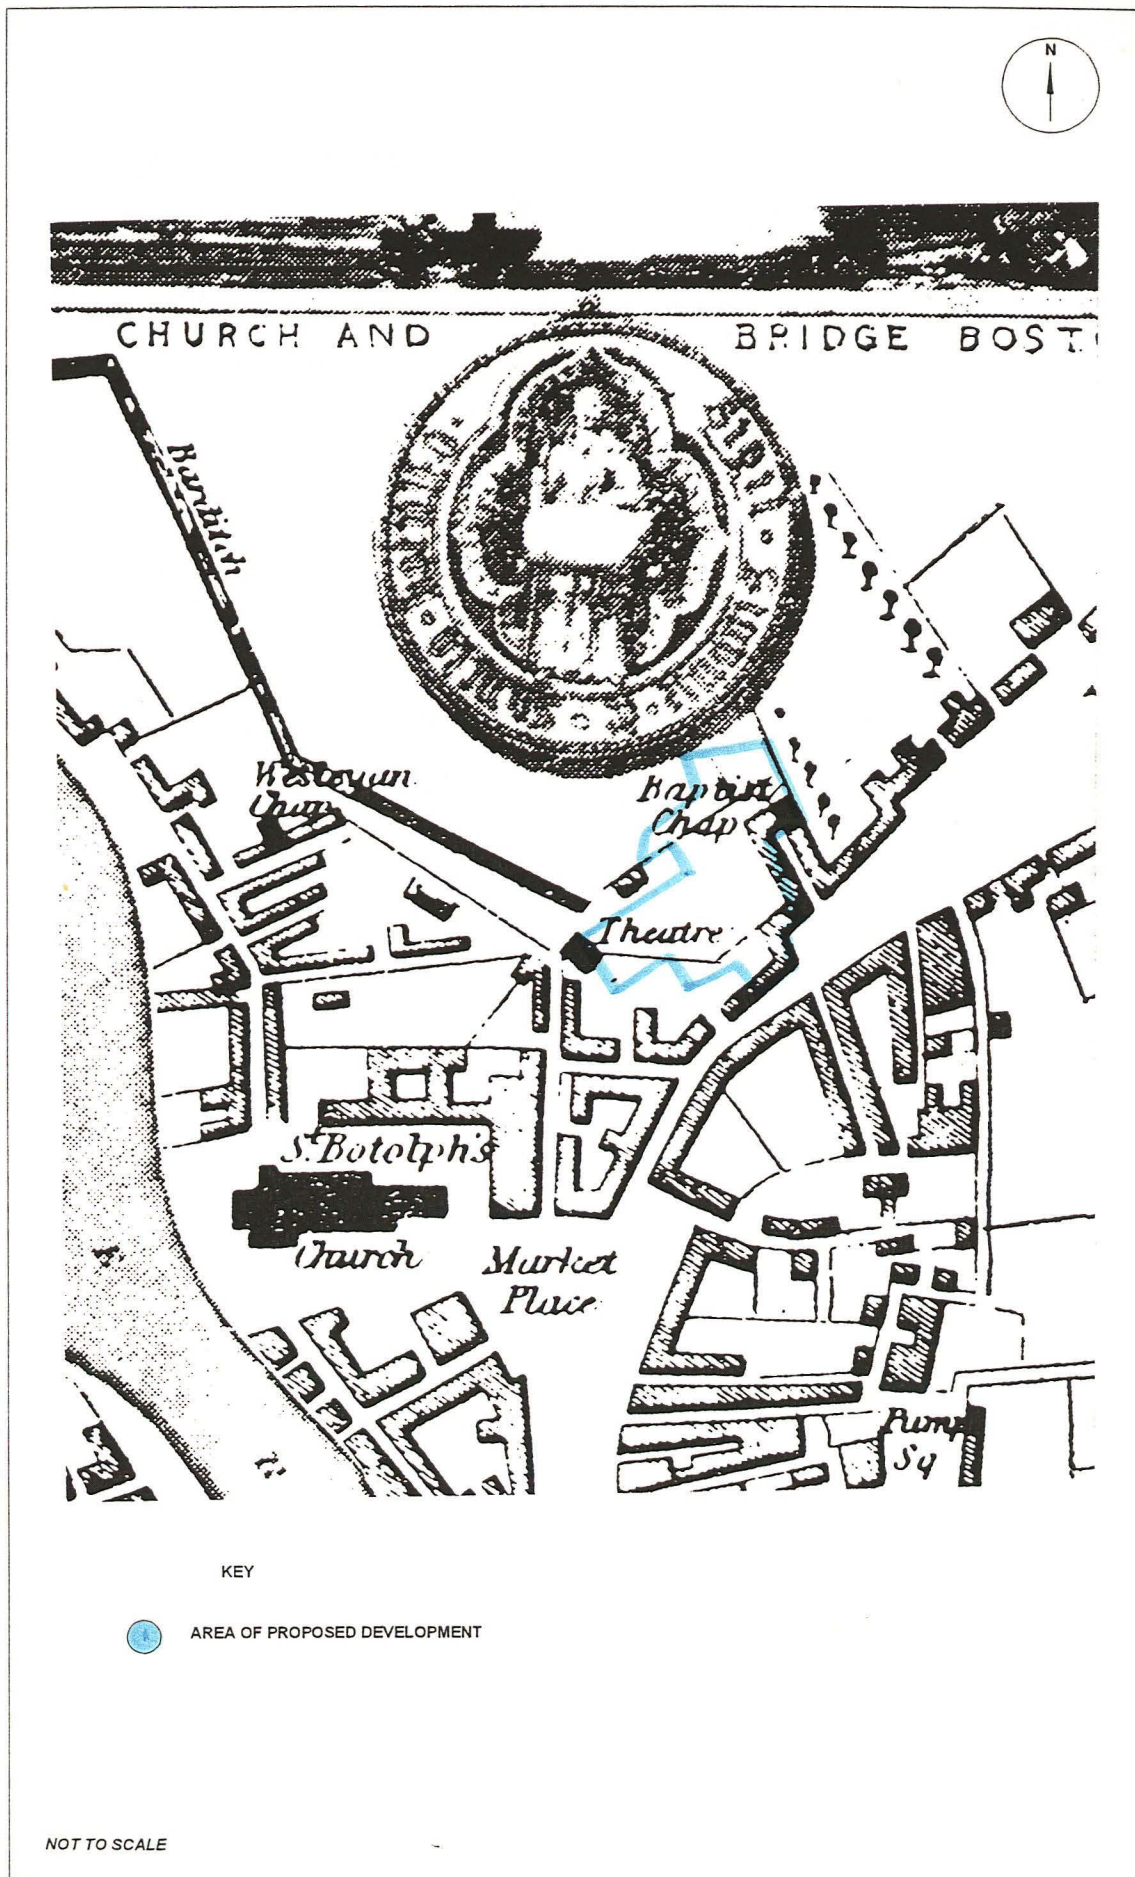 N
CHURCH AND BRIDGE BOST
Barditch
Wesleyan
Chap
Baptist
Chap
Theatre
St. Botolph's
Church
Market
Place
Pump
Sq
KEY
AREA OF PROPOSED DEVELOPMENT
NOT TO SCALE